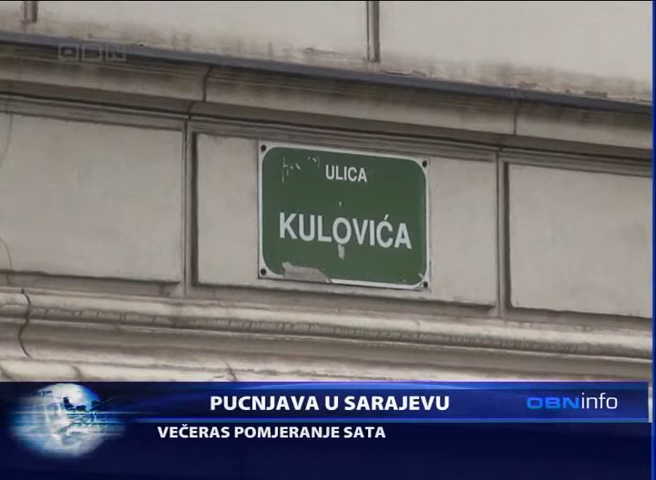 OBN
ULICA
KULOVIĆA
PUCNJAVA U SARAJEVU
OBNinfo
VEČERAS POMJERANJE SATA